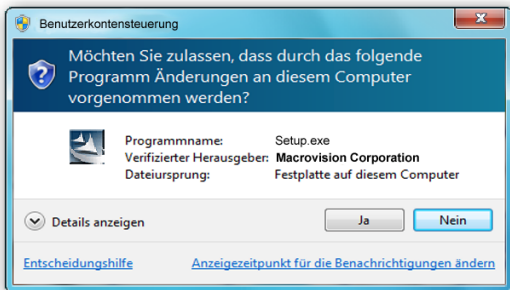 Benutzerkontensteuerung
Möchten Sie zulassen, dass durch das folgende
Programm Änderungen an diesem Computer
vorgenommen werden?
Programmname: Setup.exe
Verifizierter Herausgeber: Macrovision Corporation
Dateiursprung: Festplatte auf diesem Computer
Details anzeigen Ja Nein
Entscheidungshilfe Anzeigezeitpunkt für die Benachrichtigungen ändern